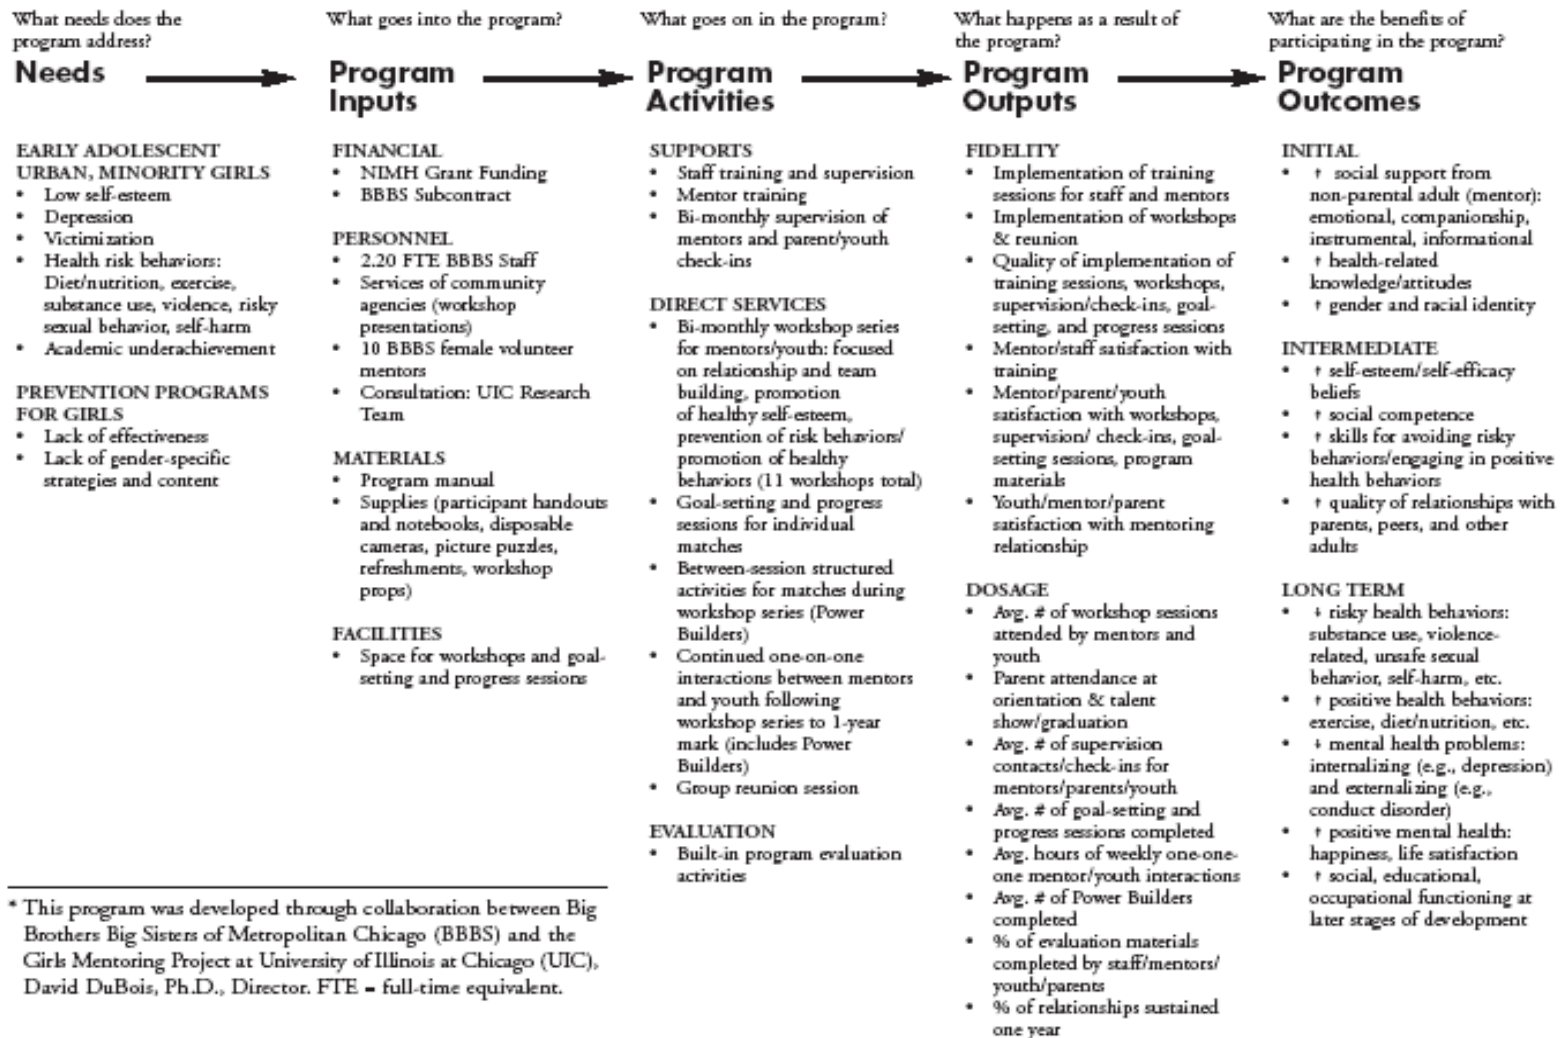 What needs does the
program address?
Needs
EARLY ADOLESCENT
URBAN, MINORITY GIRLS
• Low self-esteem
• Depression
• Victimization
• Health risk behaviors:
Diet/nutrition, exercise,
substance use, violence, risky
sexual behavior, self-harm
• Academic underachievement
PREVENTION PROGRAMS
FOR GIRLS
• Lack of effectiveness
• Lack of gender-specific
strategies and content
What goes into the program?
Program
Inputs
FINANCIAL
• NIMH Grant Funding
• BBBS Subcontract
PERSONNEL
• 2.20 FTE BBBS Staff
• Services of community
agencies (workshop
presentations)
• 10 BBBS female volunteer
mentors
• Consultation: UIC Research
Team
MATERIALS
• Program manual
• Supplies (participant handouts
and notebooks, disposable
cameras, picture puzzles,
refreshments, workshop
props)
FACILITIES
• Space for workshops and goal-
setting and progress sessions
What goes on in the program?
Program
Activities
SUPPORTS
• Staff training and supervision
• Mentor training
• Bi-monthly supervision of
mentors and parent/youth
check-ins
DIRECT SERVICES
• Bi-monthly workshop series
for mentors/youth: focused
on relationship and team
building, promotion
of healthy self-esteem,
prevention of risk behaviors/
promotion of healthy
behaviors (11 workshops total)
• Goal-setting and progress
sessions for individual
matches
• Between-session structured
activities for matches during
workshop series (Power
Builders)
• Continued one-on-one
interactions between mentors
and youth following
workshop series to 1-year
mark (includes Power
Builders)
• Group reunion session
EVALUATION
• Built-in program evaluation
activities
What happens as a result of
the program?
Program
Outputs
FIDELITY
• Implementation of training
sessions for staff and mentors
• Implementation of workshops
& reunion
• Quality of implementation of
training sessions, workshops,
supervision/check-ins, goal-
setting, and progress sessions
• Mentor/staff satisfaction with
training
• Mentor/parent/youth
satisfaction with workshops,
supervision/ check-ins, goal-
setting sessions, program
materials
• Youth/mentor/parent
satisfaction with mentoring
relationship
DOSAGE
• Avg. # of workshop sessions
attended by mentors and
youth
• Parent attendance at
orientation & talent
show/graduation
• Avg. # of supervision
contacts/check-ins for
mentors/parents/youth
• Avg. # of goal-setting and
progress sessions completed
• Avg. hours of weekly one-one-
one mentor/youth interactions
• Avg. # of Power Builders
completed
• % of evaluation materials
completed by staff/mentors/
youth/parents
• % of relationships sustained
one year
What are the benefits of
participating in the program?
Program
Outcomes
INITIAL
• ↑ social support from
non-parental adult (mentor):
emotional, companionship,
instrumental, informational
• ↑ health-related
knowledge/attitudes
• ↑ gender and racial identity
INTERMEDIATE
• ↑ self-esteem/self-efficacy
beliefs
• ↑ social competence
• ↑ skills for avoiding risky
behaviors/engaging in positive
health behaviors
• ↑ quality of relationships with
parents, peers, and other
adults
LONG TERM
• ↓ risky health behaviors:
substance use, violence-
related, unsafe sexual
behavior, self-harm, etc.
• ↑ positive health behaviors:
exercise, diet/nutrition, etc.
• ↓ mental health problems:
internalizing (e.g., depression)
and externalizing (e.g.,
conduct disorder)
• ↑ positive mental health:
happiness, life satisfaction
• ↑ social, educational,
occupational functioning at
later stages of development
* This program was developed through collaboration between Big
Brothers Big Sisters of Metropolitan Chicago (BBBS) and the
Girls Mentoring Project at University of Illinois at Chicago (UIC),
David DuBois, Ph.D., Director. FTE = full-time equivalent.